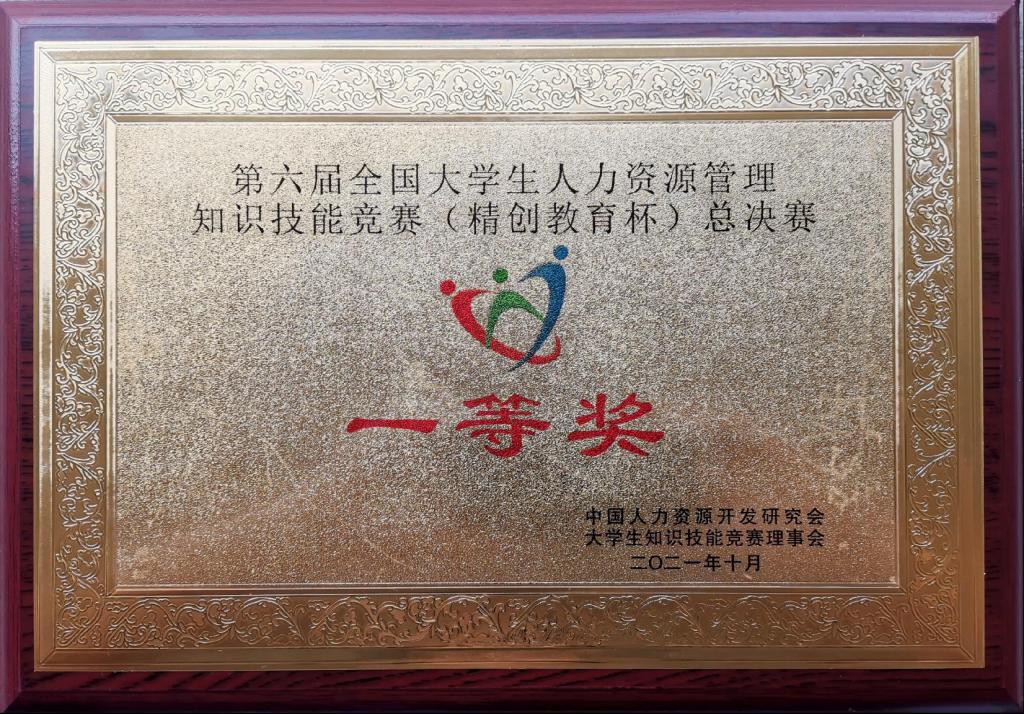 第六届全国大学生人力资源管理
知识技能竞赛（精创教育杯）总决赛
一等奖
中国人力资源开发研究会
大学生知识技能竞赛理事会
二〇二一年十月